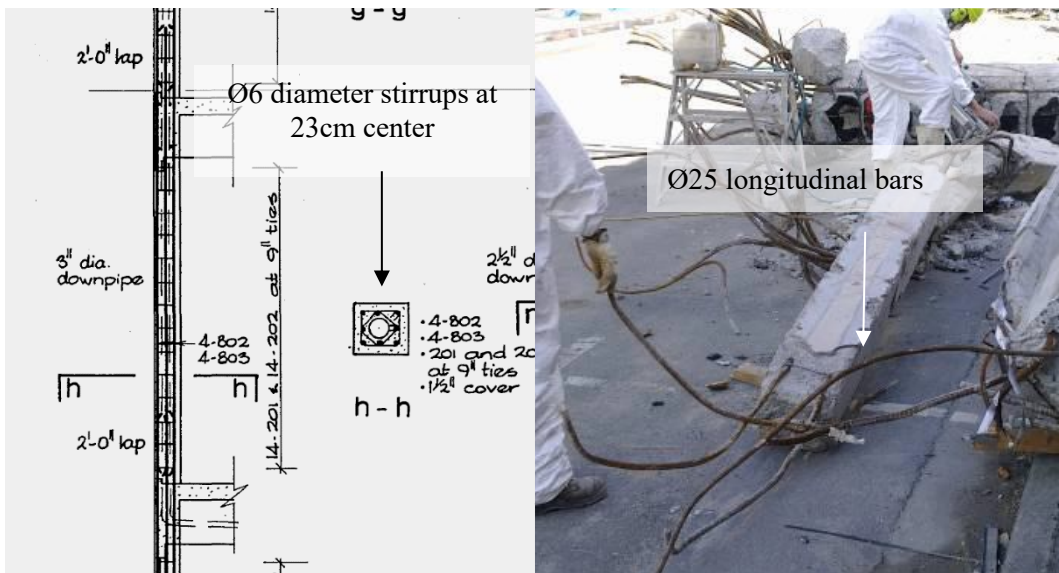 g - g
2'-0" lap
Ø6 diameter stirrups at
23cm center
Ø25 longitudinal bars
14-201 & 14-202 at 9" ties
3" dia.
downpipe
2½" d
down
4-802
4-803
h h
•4-802
•4-803
•201 and 20
at 9" ties
•1½" cover
h - h
2'-0" lap